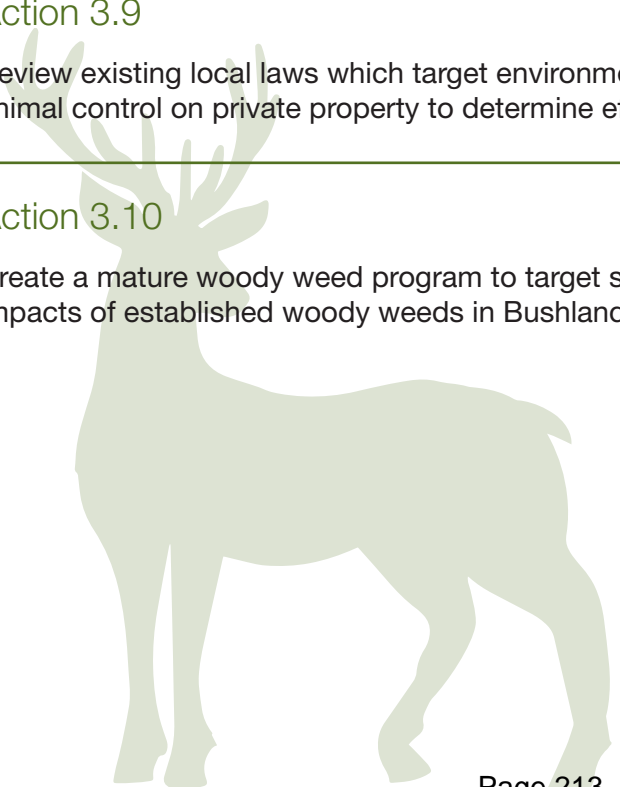 ction 3.9
eview existing local laws which target environme
nimal control on private property to determine ef
ction 3.10
reate a mature woody weed program to target s
mpacts of established woody weeds in Bushland
Page 213